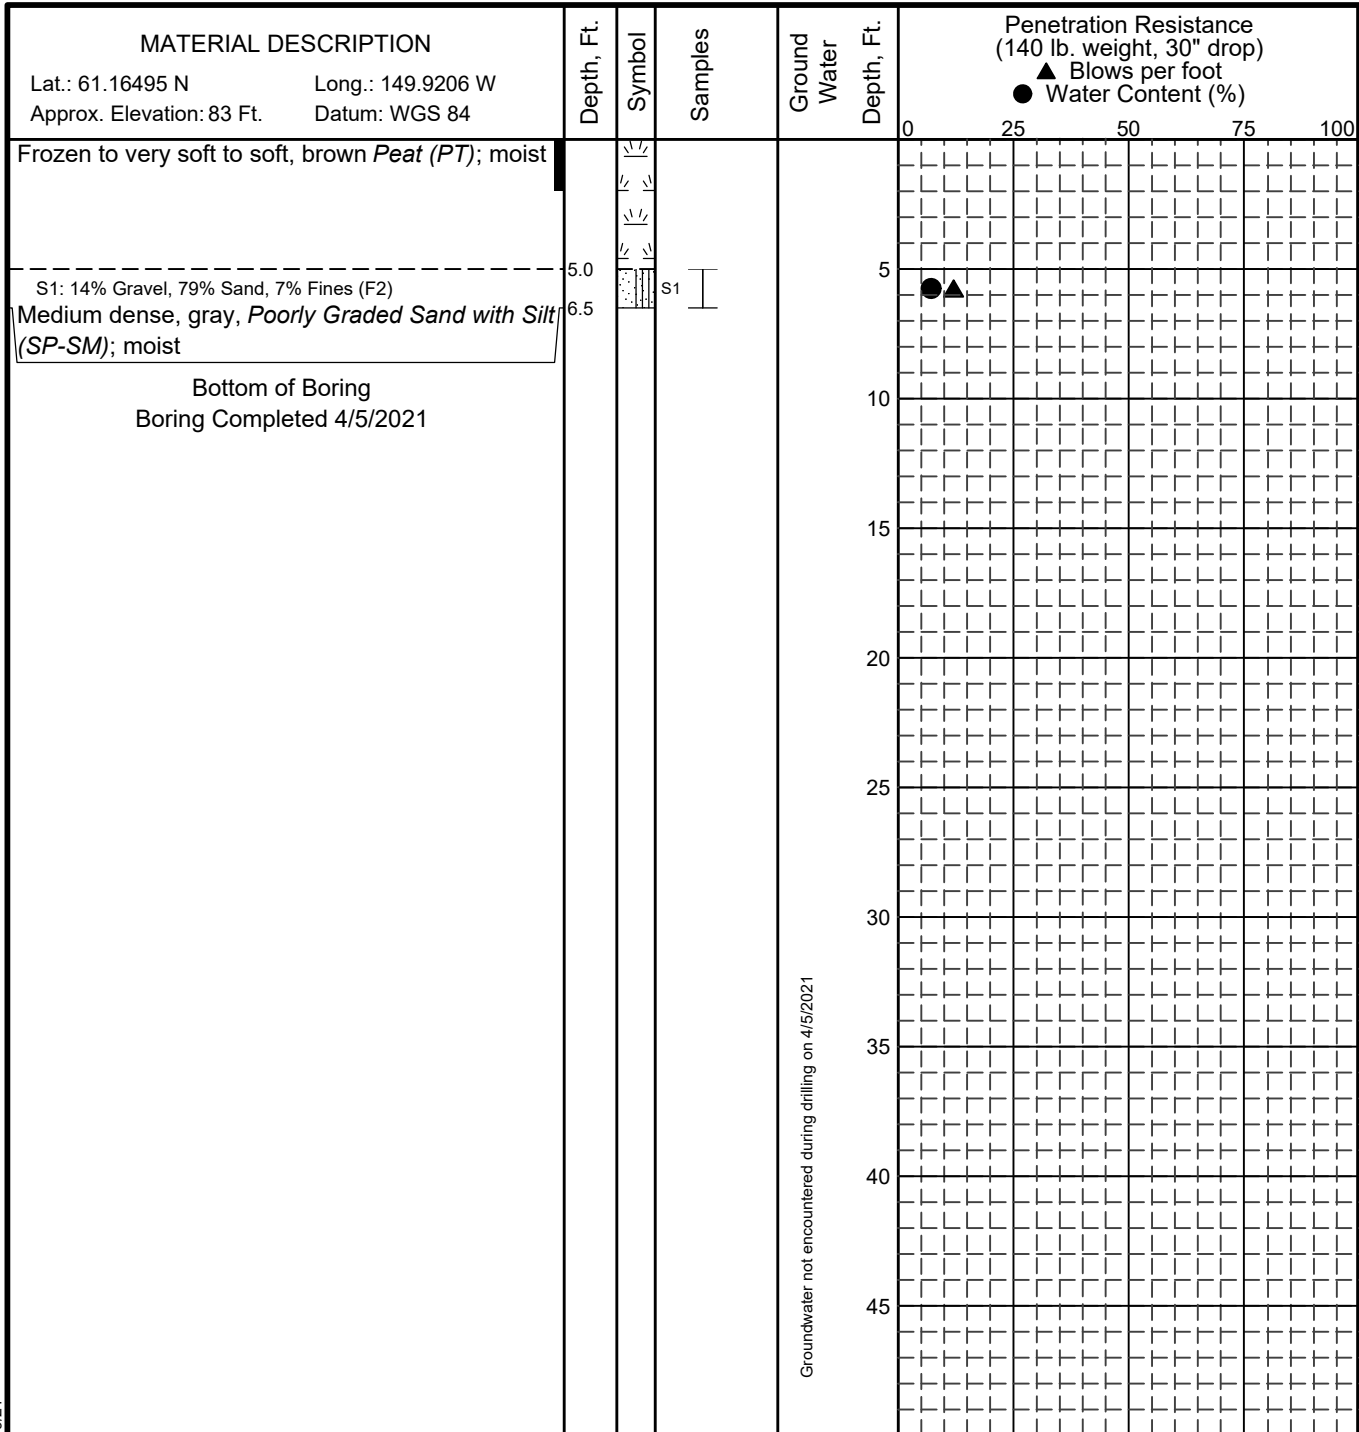 MATERIAL DESCRIPTION
Lat.: 61.16495 N Long.: 149.9206 W
Approx. Elevation: 83 Ft. Datum: WGS 84
Depth, Ft.
Symbol
Samples
Ground
Water
Depth, Ft.
Penetration Resistance
(140 lb. weight, 30" drop)
▲ Blows per foot
● Water Content (%)
0 25 50 75 100
Frozen to very soft to soft, brown Peat (PT); moist
5.0
S1: 14% Gravel, 79% Sand, 7% Fines (F2)
S1
Medium dense, gray, Poorly Graded Sand with Silt
(SP-SM); moist
6.5
Bottom of Boring
Boring Completed 4/5/2021
Groundwater not encountered during drilling on 4/5/2021
5
10
15
20
25
30
35
40
45